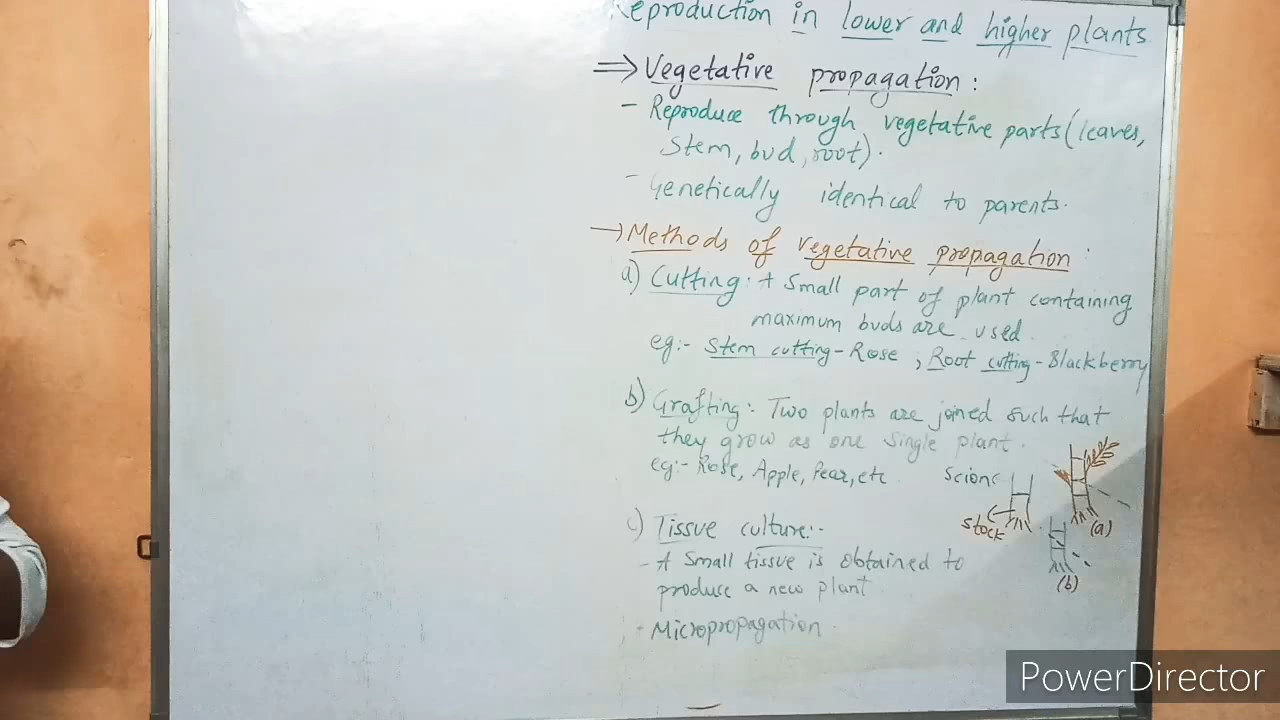 Reproduction in lower and higher plants
⇒ Vegetative propagation:
- Reproduce through vegetative parts (leaves,
Stem, bud, root).
- Genetically identical to parents.
→ Methods of vegetative propagation:
a) Cutting: A Small part of plant containing
maximum buds are used.
eg:- Stem cutting - Rose, Root cutting - Blackberry
b) Grafting: Two plants are joined such that
they grow as one single plant.
eg:- Rose, Apple, Pear, etc.
Scion
stock
(a)
(b)
c) Tissue culture:-
- A Small tissue is obtained to
produce a new plant
- Micropropagation.
PowerDirector